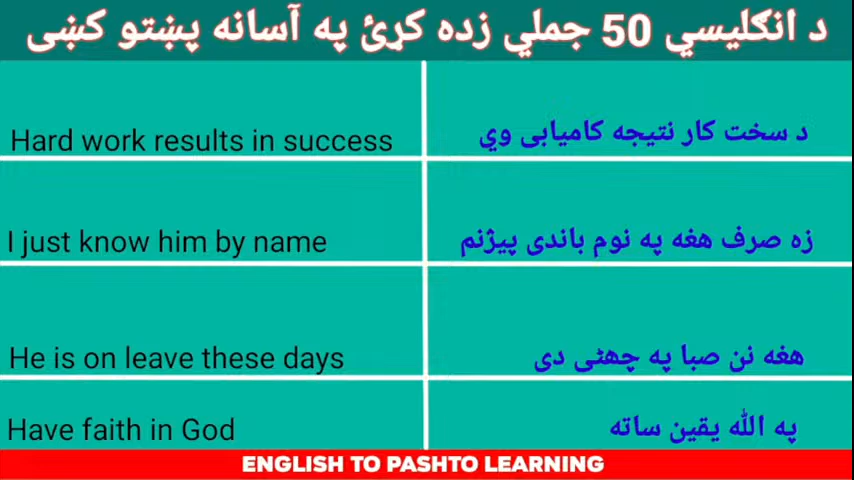 د انګلیسي 50 جملي زده کړئ په آسانه پښتو کښی
Hard work results in success
د سخت کار نتیجه کامیابی وي
I just know him by name
زه صرف هغه په نوم باندی پیژنم
He is on leave these days
هغه نن صبا په چھٹی دی
Have faith in God
په الله یقین ساته
ENGLISH TO PASHTO LEARNING